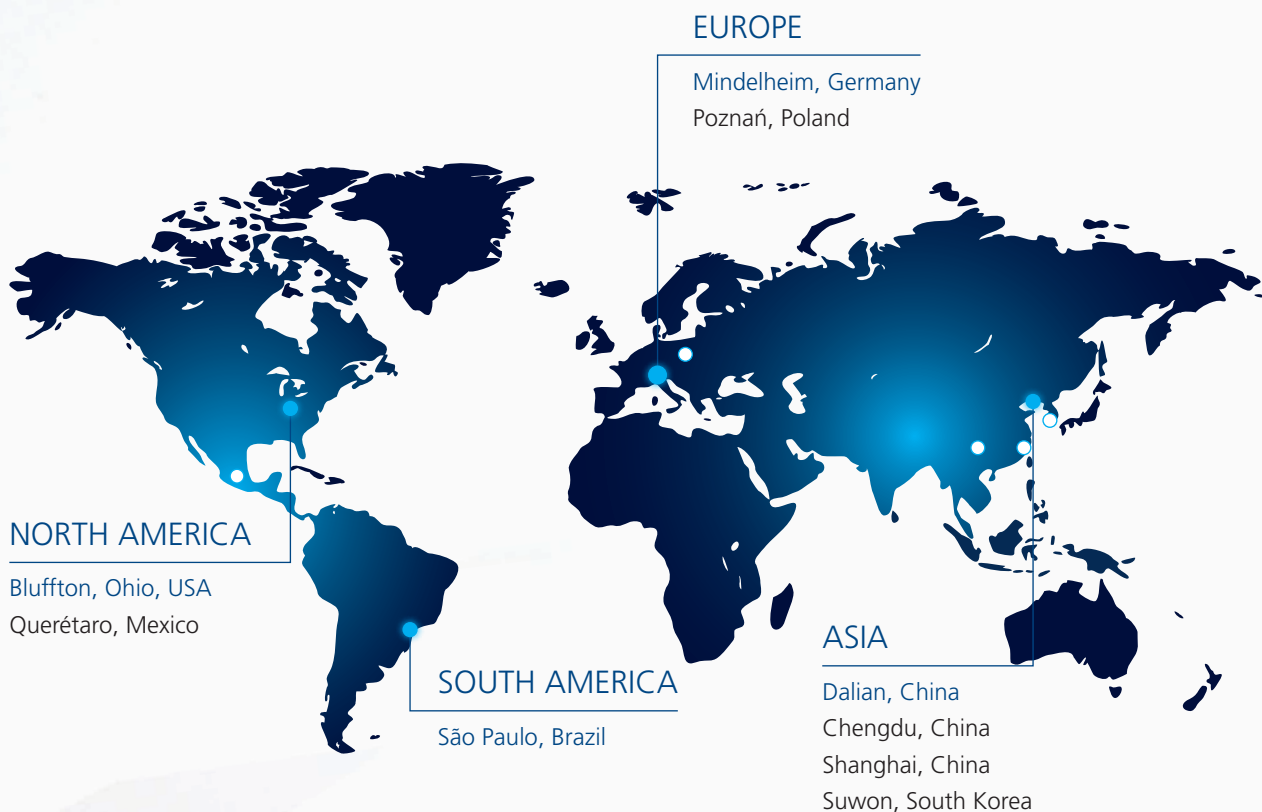 EUROPE
Mindelheim, Germany
Poznań, Poland
NORTH AMERICA
Bluffton, Ohio, USA
Querétaro, Mexico
SOUTH AMERICA
São Paulo, Brazil
ASIA
Dalian, China
Chengdu, China
Shanghai, China
Suwon, South Korea